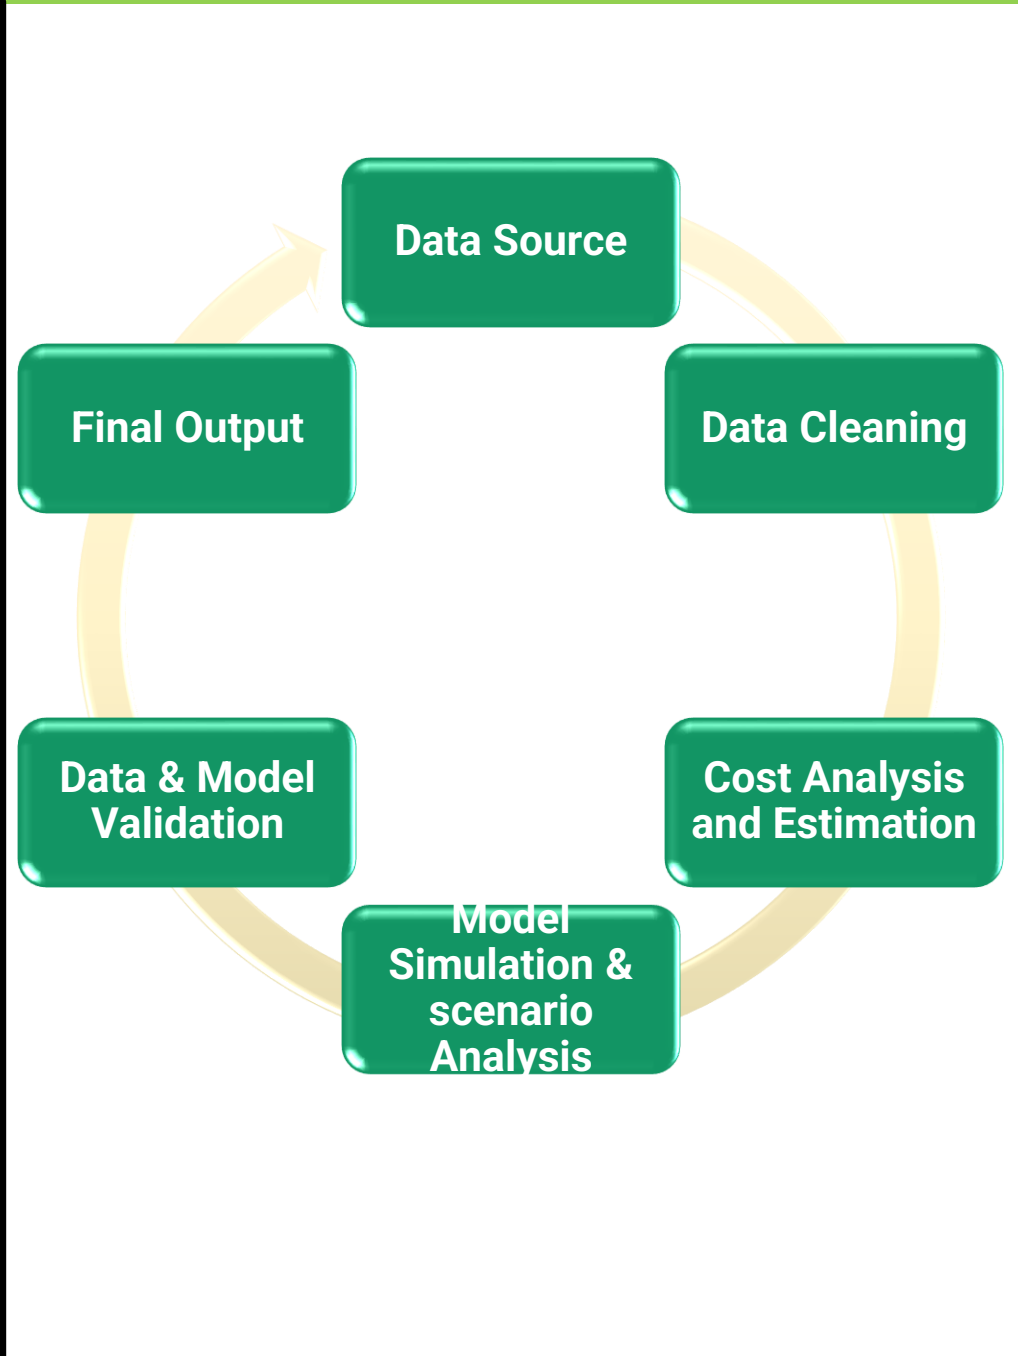 Data Source
Data Cleaning
Cost Analysis
and Estimation
Model
Simulation &
scenario
Analysis
Data & Model
Validation
Final Output